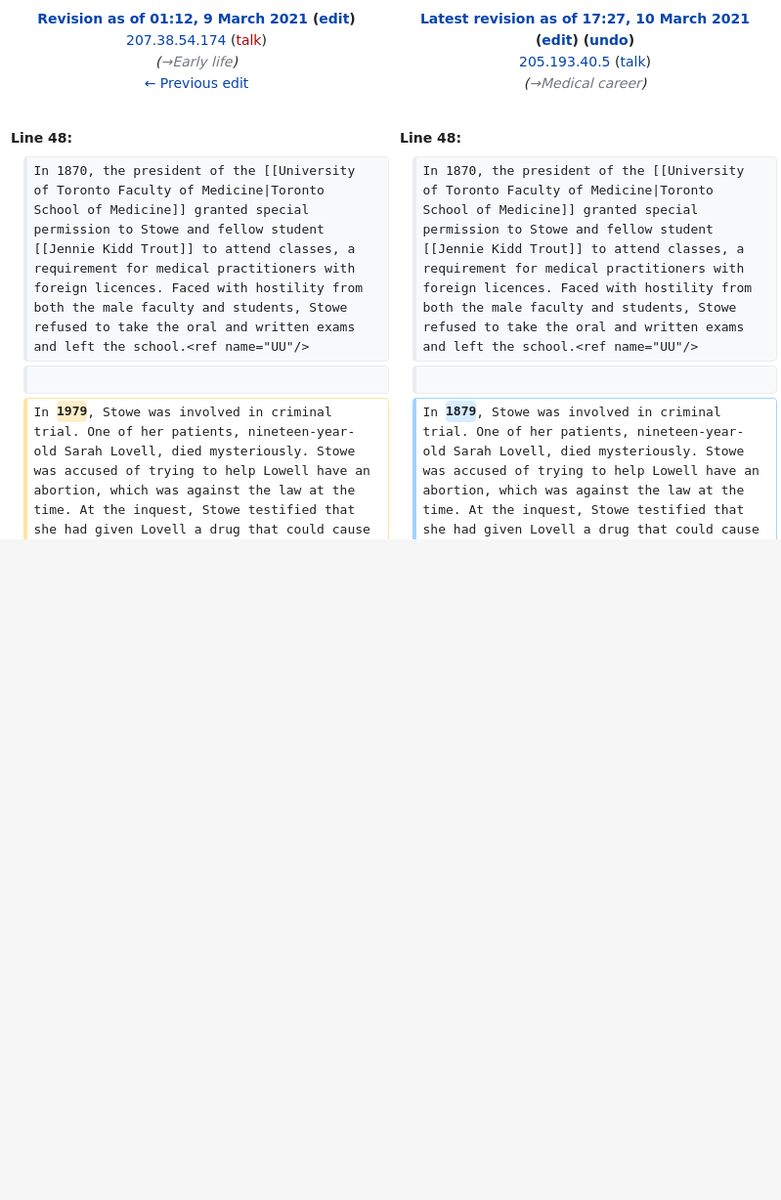 Revision as of 01:12, 9 March 2021 (edit)
207.38.54.174 (talk)
(→Early life)
← Previous edit
Latest revision as of 17:27, 10 March 2021
(edit) (undo)
205.193.40.5 (talk)
(→Medical career)
Line 48:
In 1870, the president of the [[University
of Toronto Faculty of Medicine|Toronto
School of Medicine]] granted special
permission to Stowe and fellow student
[[Jennie Kidd Trout]] to attend classes, a
requirement for medical practitioners with
foreign licences. Faced with hostility from
both the male faculty and students, Stowe
refused to take the oral and written exams
and left the school.<ref name="UU"/>
In 1979, Stowe was involved in criminal
trial. One of her patients, nineteen-year-
old Sarah Lovell, died mysteriously. Stowe
was accused of trying to help Lowell have an
abortion, which was against the law at the
time. At the inquest, Stowe testified that
she had given Lovell a drug that could cause
Line 48:
In 1870, the president of the [[University
of Toronto Faculty of Medicine|Toronto
School of Medicine]] granted special
permission to Stowe and fellow student
[[Jennie Kidd Trout]] to attend classes, a
requirement for medical practitioners with
foreign licences. Faced with hostility from
both the male faculty and students, Stowe
refused to take the oral and written exams
and left the school.<ref name="UU"/>
In 1879, Stowe was involved in criminal
trial. One of her patients, nineteen-year-
old Sarah Lovell, died mysteriously. Stowe
was accused of trying to help Lowell have an
abortion, which was against the law at the
time. At the inquest, Stowe testified that
she had given Lovell a drug that could cause